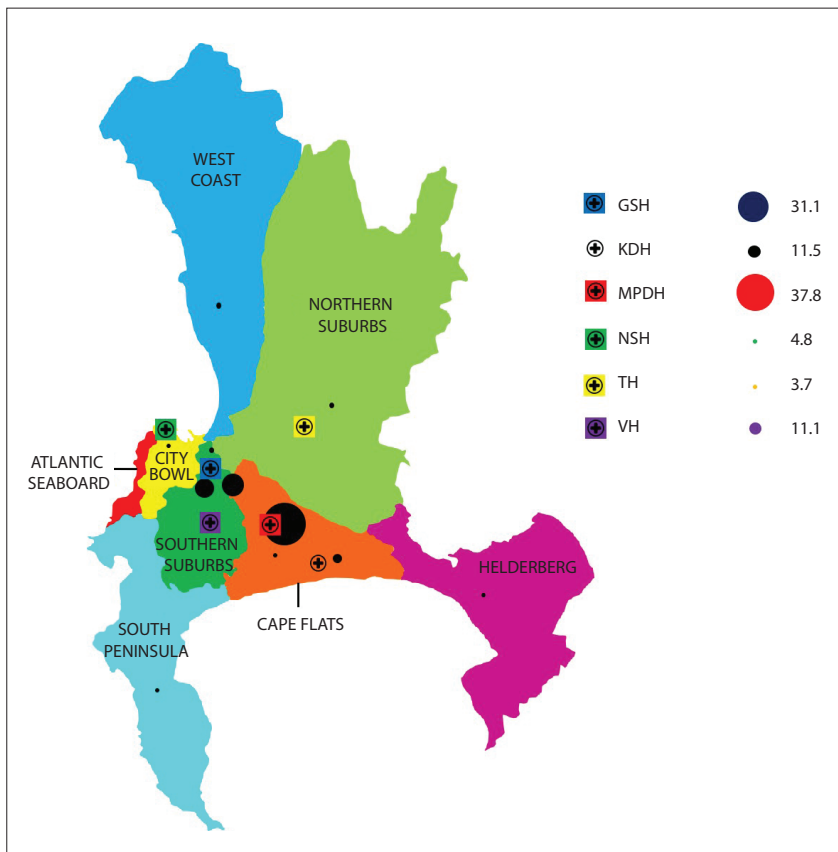 WEST
COAST
NORTHERN
SUBURBS
ATLANTIC
SEABOARD
CITY
BOWL
SOUTHERN
SUBURBS
CAPE FLATS
HELDERBERG
SOUTH
PENINSULA
GSH 31.1
KDH 11.5
MPDH 37.8
NSH 4.8
TH 3.7
VH 11.1